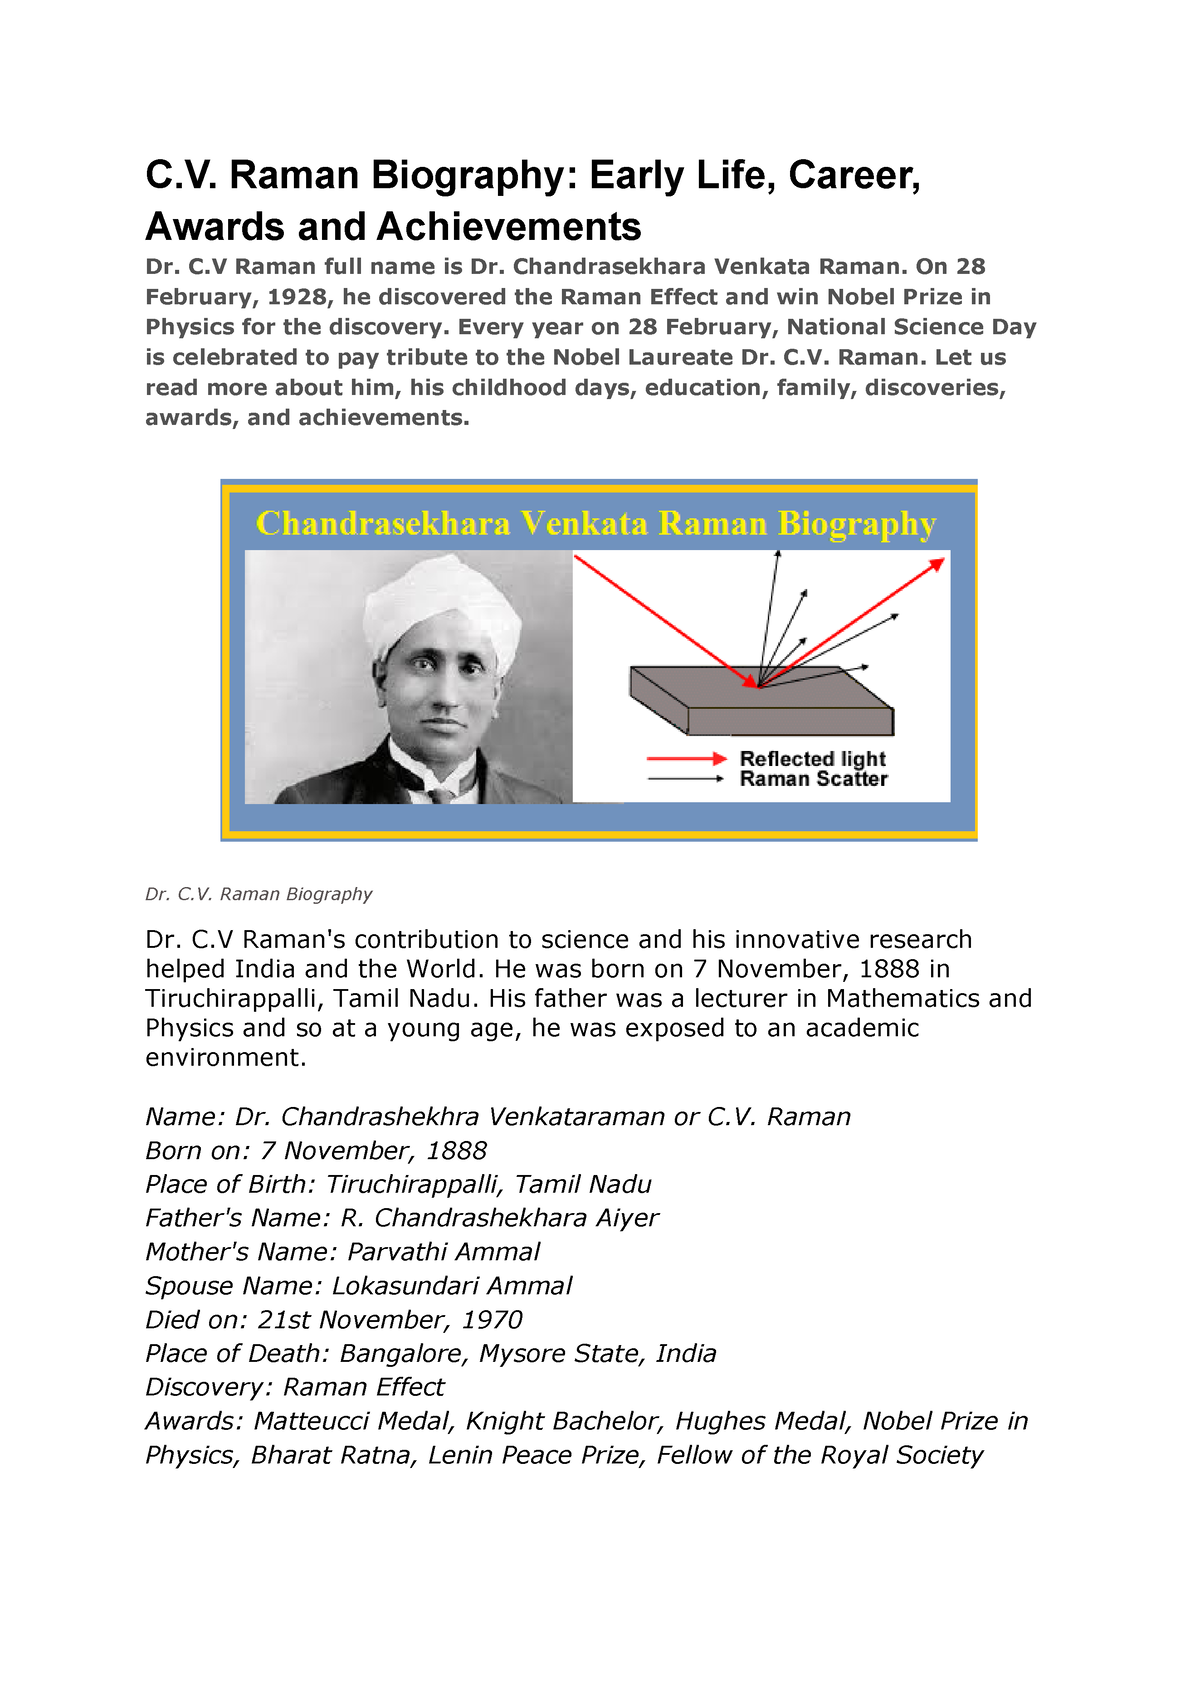 C.V. Raman Biography: Early Life, Career,
Awards and Achievements
Dr. C.V Raman full name is Dr. Chandrasekhara Venkata Raman. On 28
February, 1928, he discovered the Raman Effect and win Nobel Prize in
Physics for the discovery. Every year on 28 February, National Science Day
is celebrated to pay tribute to the Nobel Laureate Dr. C.V. Raman. Let us
read more about him, his childhood days, education, family, discoveries,
awards, and achievements.
Chandrasekhara Venkata Raman Biography
Reflected light
Raman Scatter
Dr. C.V. Raman Biography
Dr. C.V Raman's contribution to science and his innovative research
helped India and the World. He was born on 7 November, 1888 in
Tiruchirappalli, Tamil Nadu. His father was a lecturer in Mathematics and
Physics and so at a young age, he was exposed to an academic
environment.
Name: Dr. Chandrashekhra Venkataraman or C.V. Raman
Born on: 7 November, 1888
Place of Birth: Tiruchirappalli, Tamil Nadu
Father's Name: R. Chandrashekhara Aiyer
Mother's Name: Parvathi Ammal
Spouse Name: Lokasundari Ammal
Died on: 21st November, 1970
Place of Death: Bangalore, Mysore State, India
Discovery: Raman Effect
Awards: Matteucci Medal, Knight Bachelor, Hughes Medal, Nobel Prize in
Physics, Bharat Ratna, Lenin Peace Prize, Fellow of the Royal Society